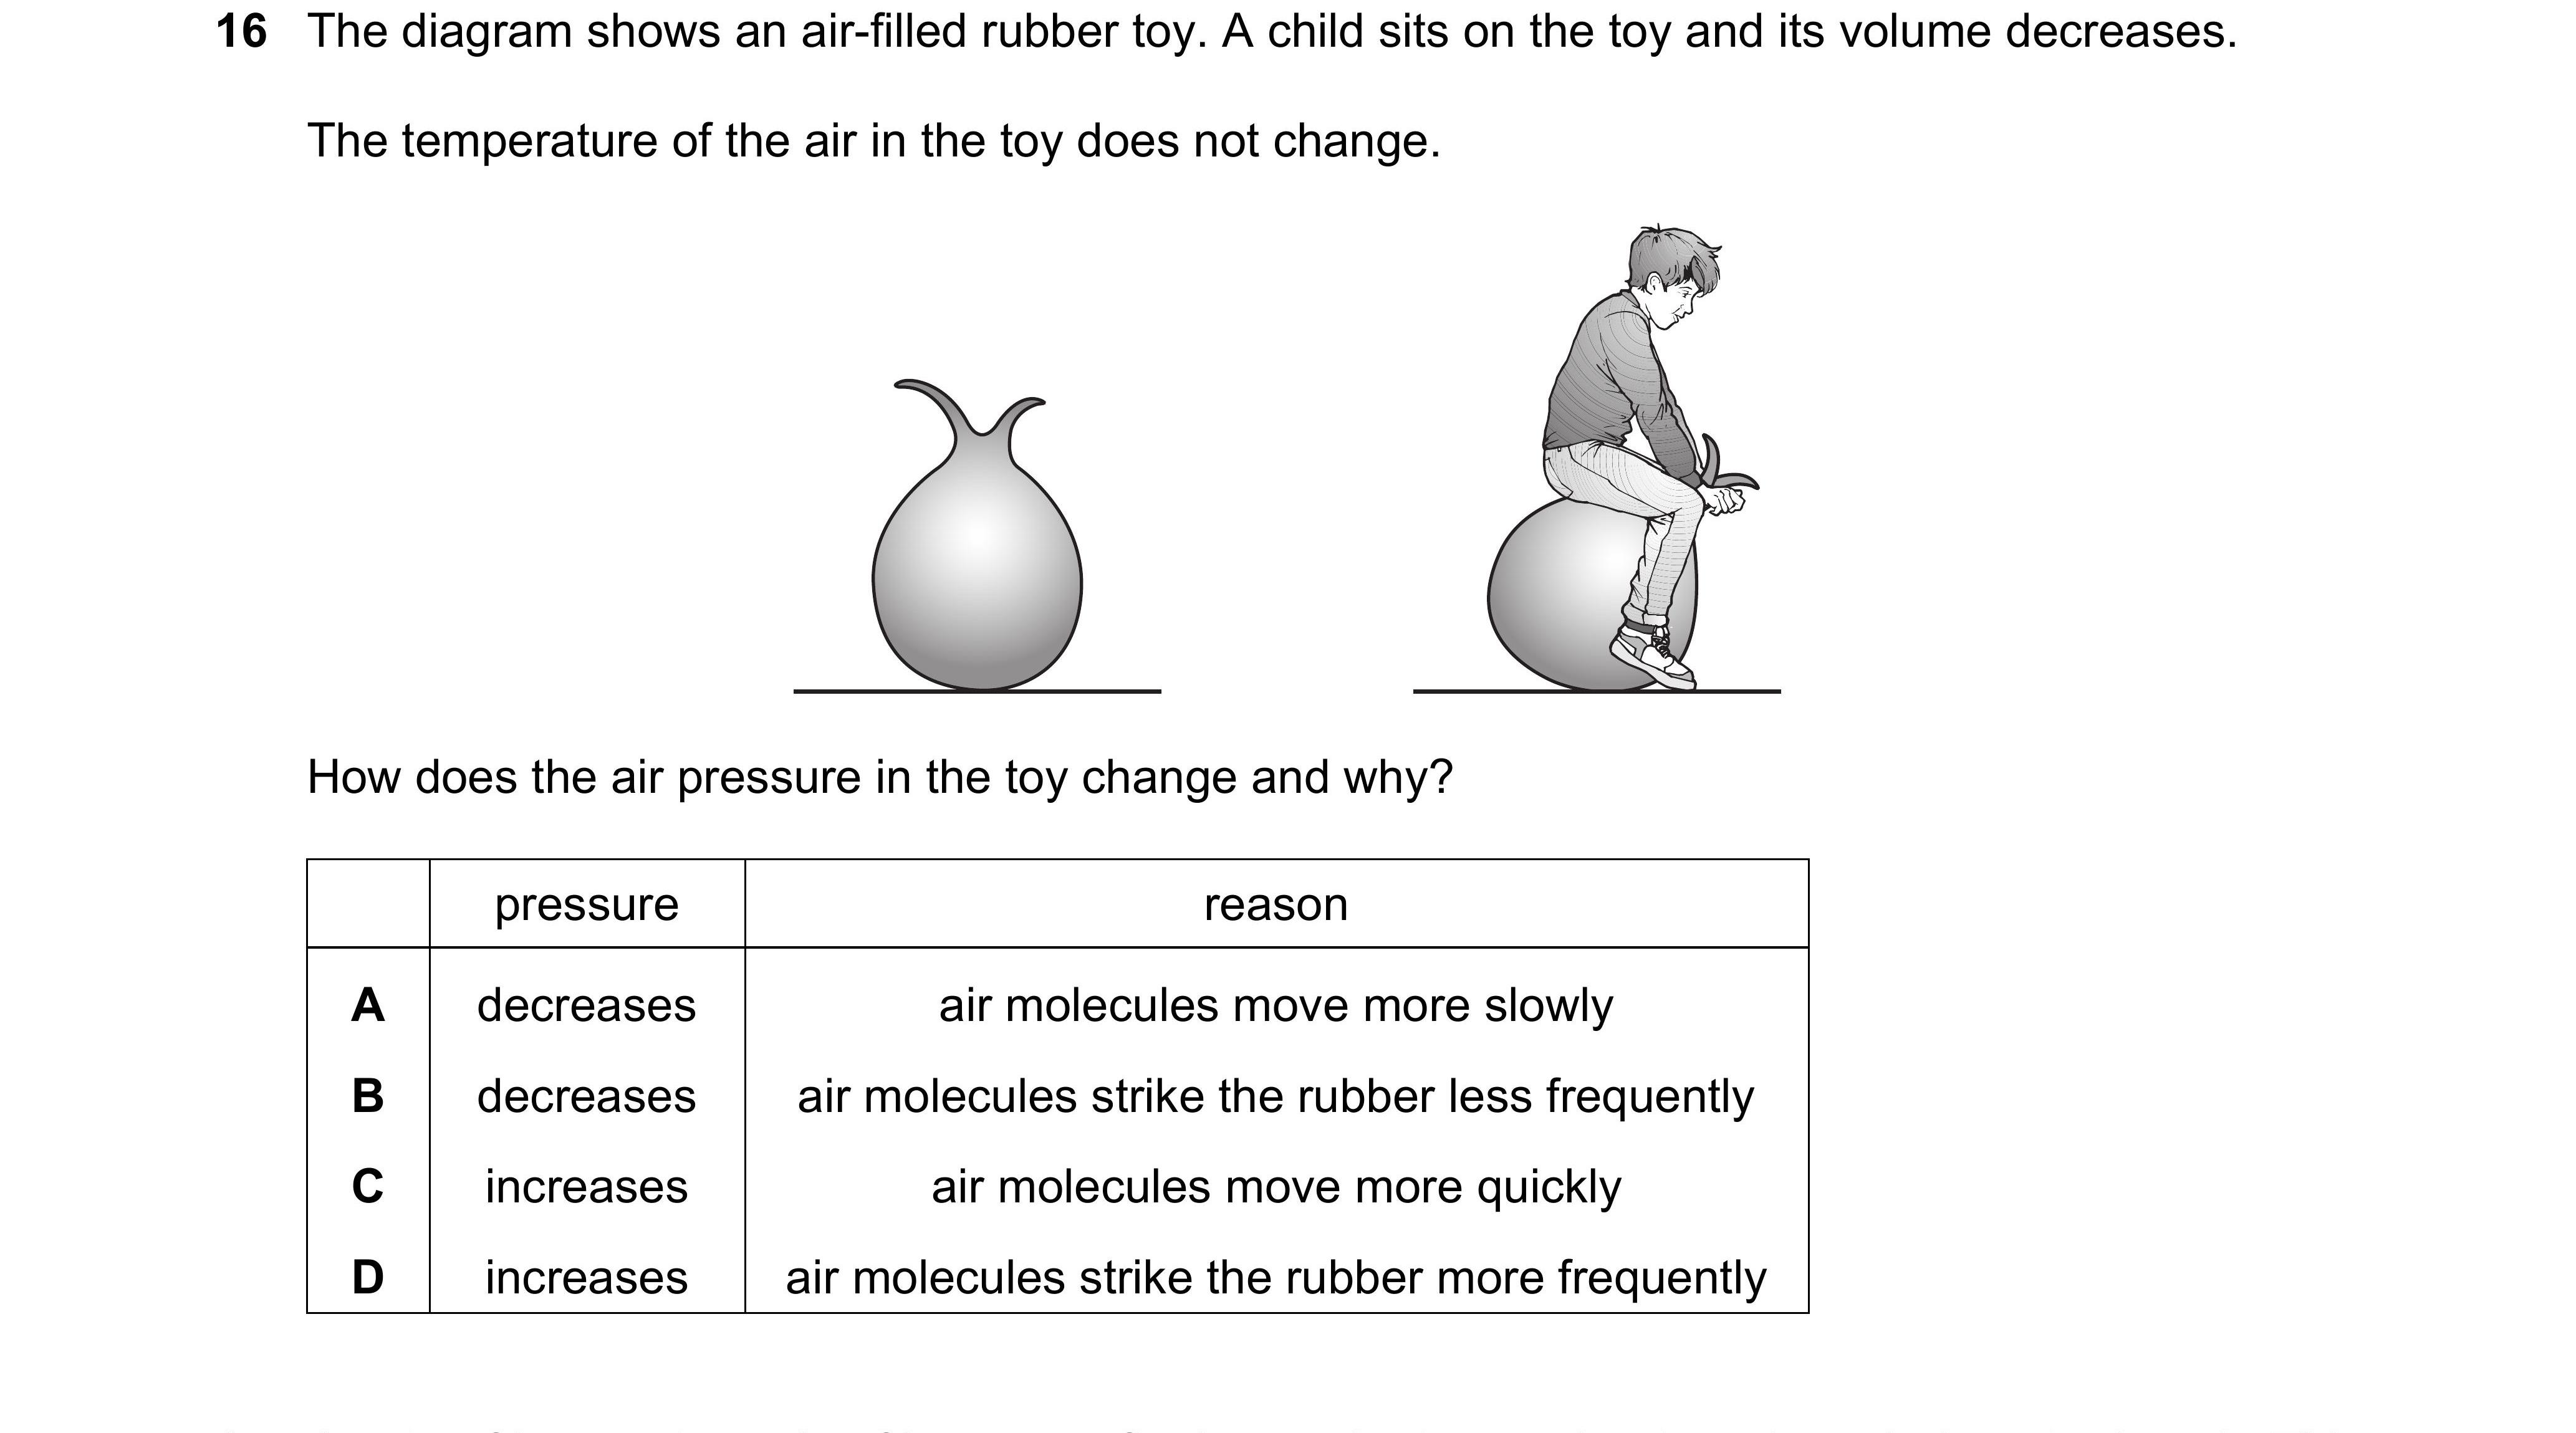 16 The diagram shows an air-filled rubber toy. A child sits on the toy and its volume decreases.
The temperature of the air in the toy does not change.
How does the air pressure in the toy change and why?
pressure reason
A decreases air molecules move more slowly
B decreases air molecules strike the rubber less frequently
C increases air molecules move more quickly
D increases air molecules strike the rubber more frequently